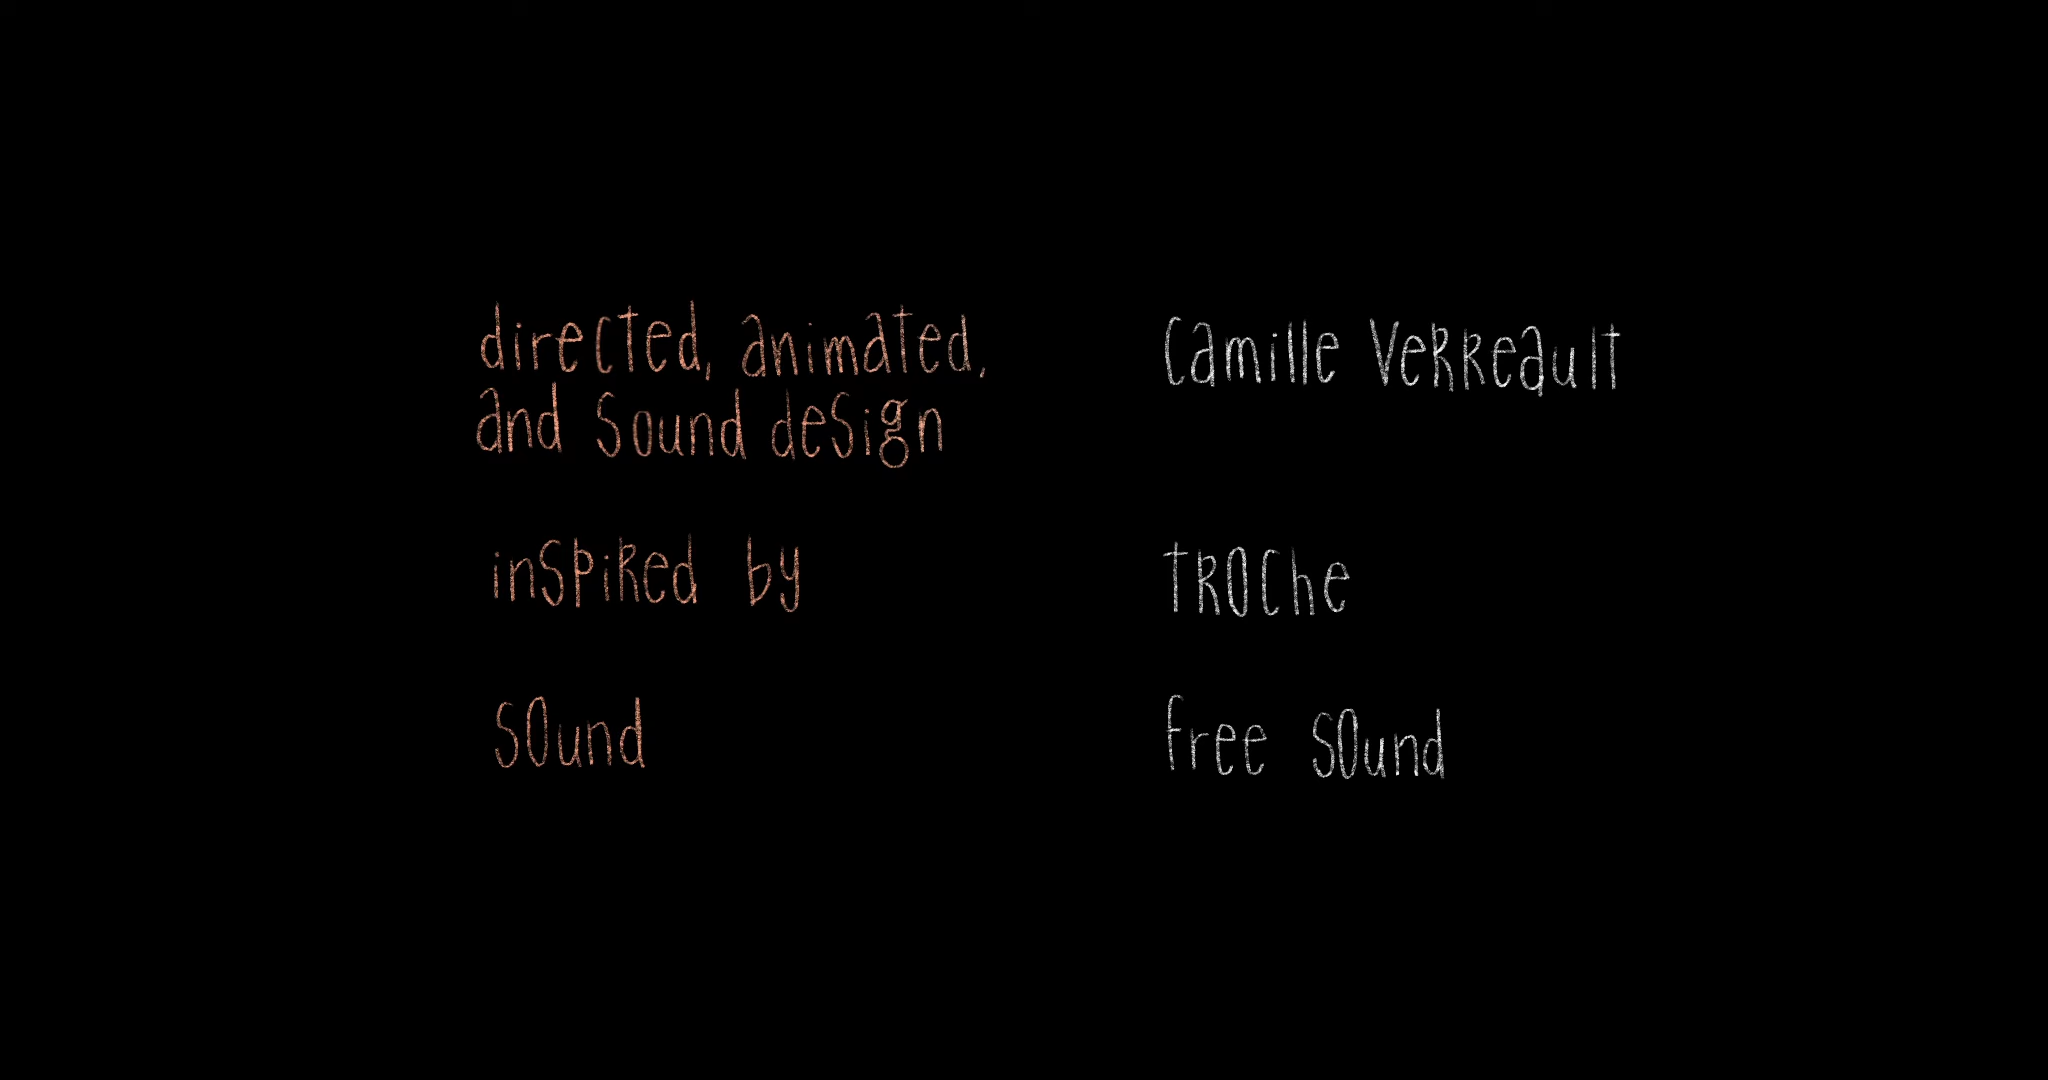 directed, animated, and sound design
Camille Verreault
inspired by
Troche
sound
free sound